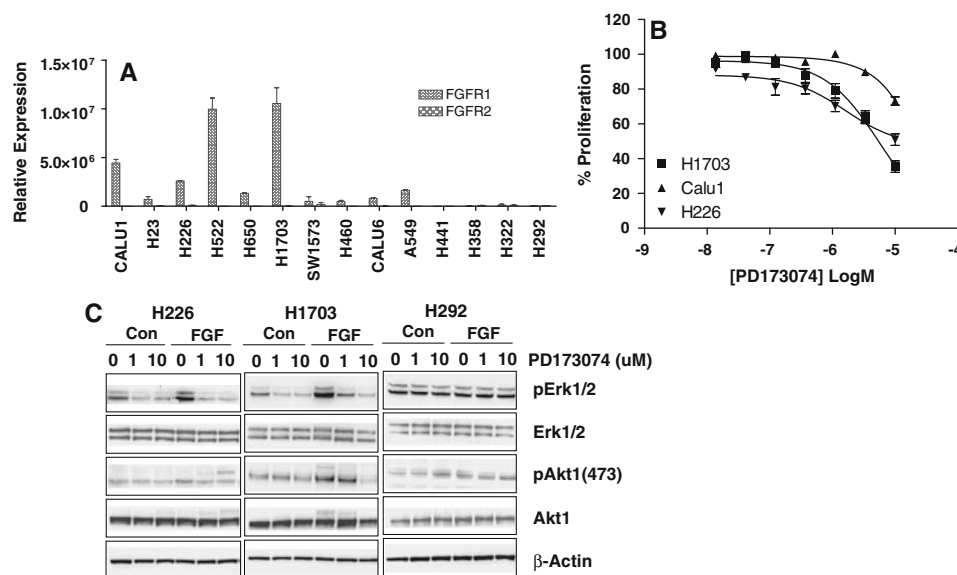 A
Relative Expression
1.5×10⁷
1.0×10⁷
5.0×10⁶
0
FGFR1
FGFR2
CALU1
H23
H226
H522
H650
H1703
SW1573
H460
CALU6
A549
H441
H358
H322
H292
B
% Proliferation
120
100
80
60
40
20
0
H1703
Calu1
H226
-9 -8 -7 -6 -5 -4
[PD173074] LogM
C
H226 H1703 H292
Con FGF Con FGF Con FGF
0 1 10 0 1 10 0 1 10 0 1 10 0 1 10 0 1 10 PD173074 (uM)
pErk1/2
Erk1/2
pAkt1(473)
Akt1
β-Actin